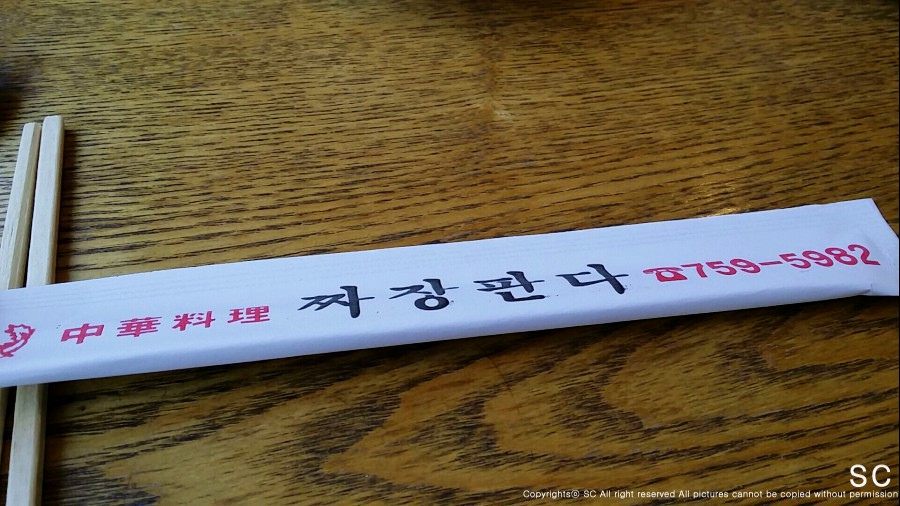 中華料理 짜장판다 ☎759-5982
SC
Copyrightsⓒ SC All right reserved All pictures cannot be copied without permission